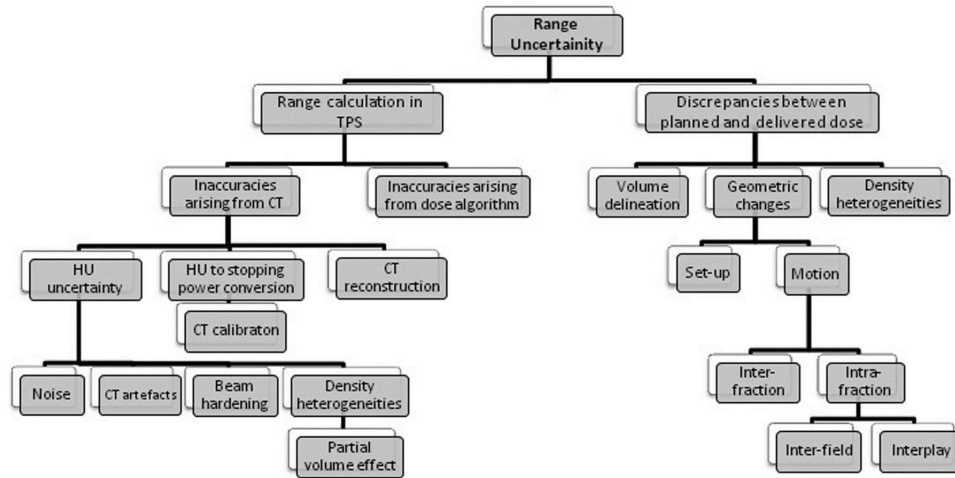 Range
Uncertainity
Range calculation in
TPS
Discrepancies between
planned and delivered dose
Inaccuracies
arising from CT
Inaccuracies arising
from dose algorithm
Volume
delineation
Geometric
changes
Density
heterogeneities
HU
uncertainty
HU to stopping
power conversion
CT
reconstruction
Set-up
Motion
CT calibraton
Noise
CT artefacts
Beam
hardening
Density
heterogeneities
Inter-
fraction
Intra-
fraction
Partial
volume effect
Inter-field
Interplay